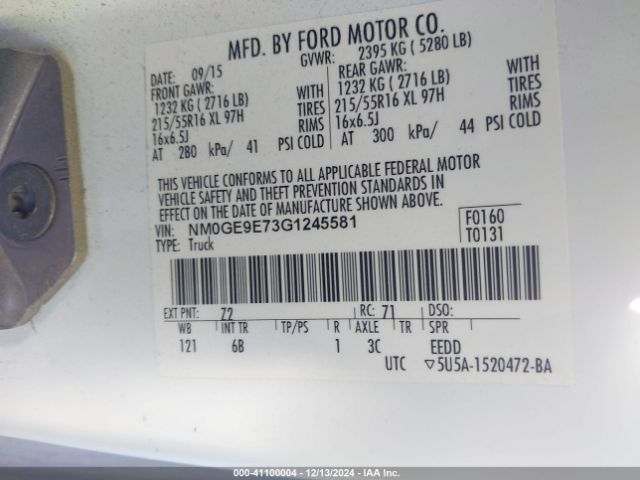 MFD. BY FORD MOTOR CO.
DATE: 09/15 GVWR: 2395 KG ( 5280 LB)
FRONT GAWR: REAR GAWR:
1232 KG ( 2716 LB) WITH 1232 KG ( 2716 LB) WITH
215/55R16 XL 97H TIRES 215/55R16 XL 97H TIRES
16x6.5J RIMS 16x6.5J RIMS
AT 280 kPa/ 41 PSI COLD AT 300 kPa/ 44 PSI COLD
THIS VEHICLE CONFORMS TO ALL APPLICABLE FEDERAL MOTOR
VEHICLE SAFETY AND THEFT PREVENTION STANDARDS IN
EFFECT ON THE DATE OF MANUFACTURE SHOWN ABOVE.
VIN: NM0GE9E73G1245581 F0160
TYPE: Truck T0131
EXT PNT: Z2 RC: 71 DSO:
WB INT TR TP/PS R AXLE TR SPR
121 6B 1 3C EEDD
UTC ▽5U5A-1520472-BA
000-41100004 - 12/13/2024 - IAA Inc.